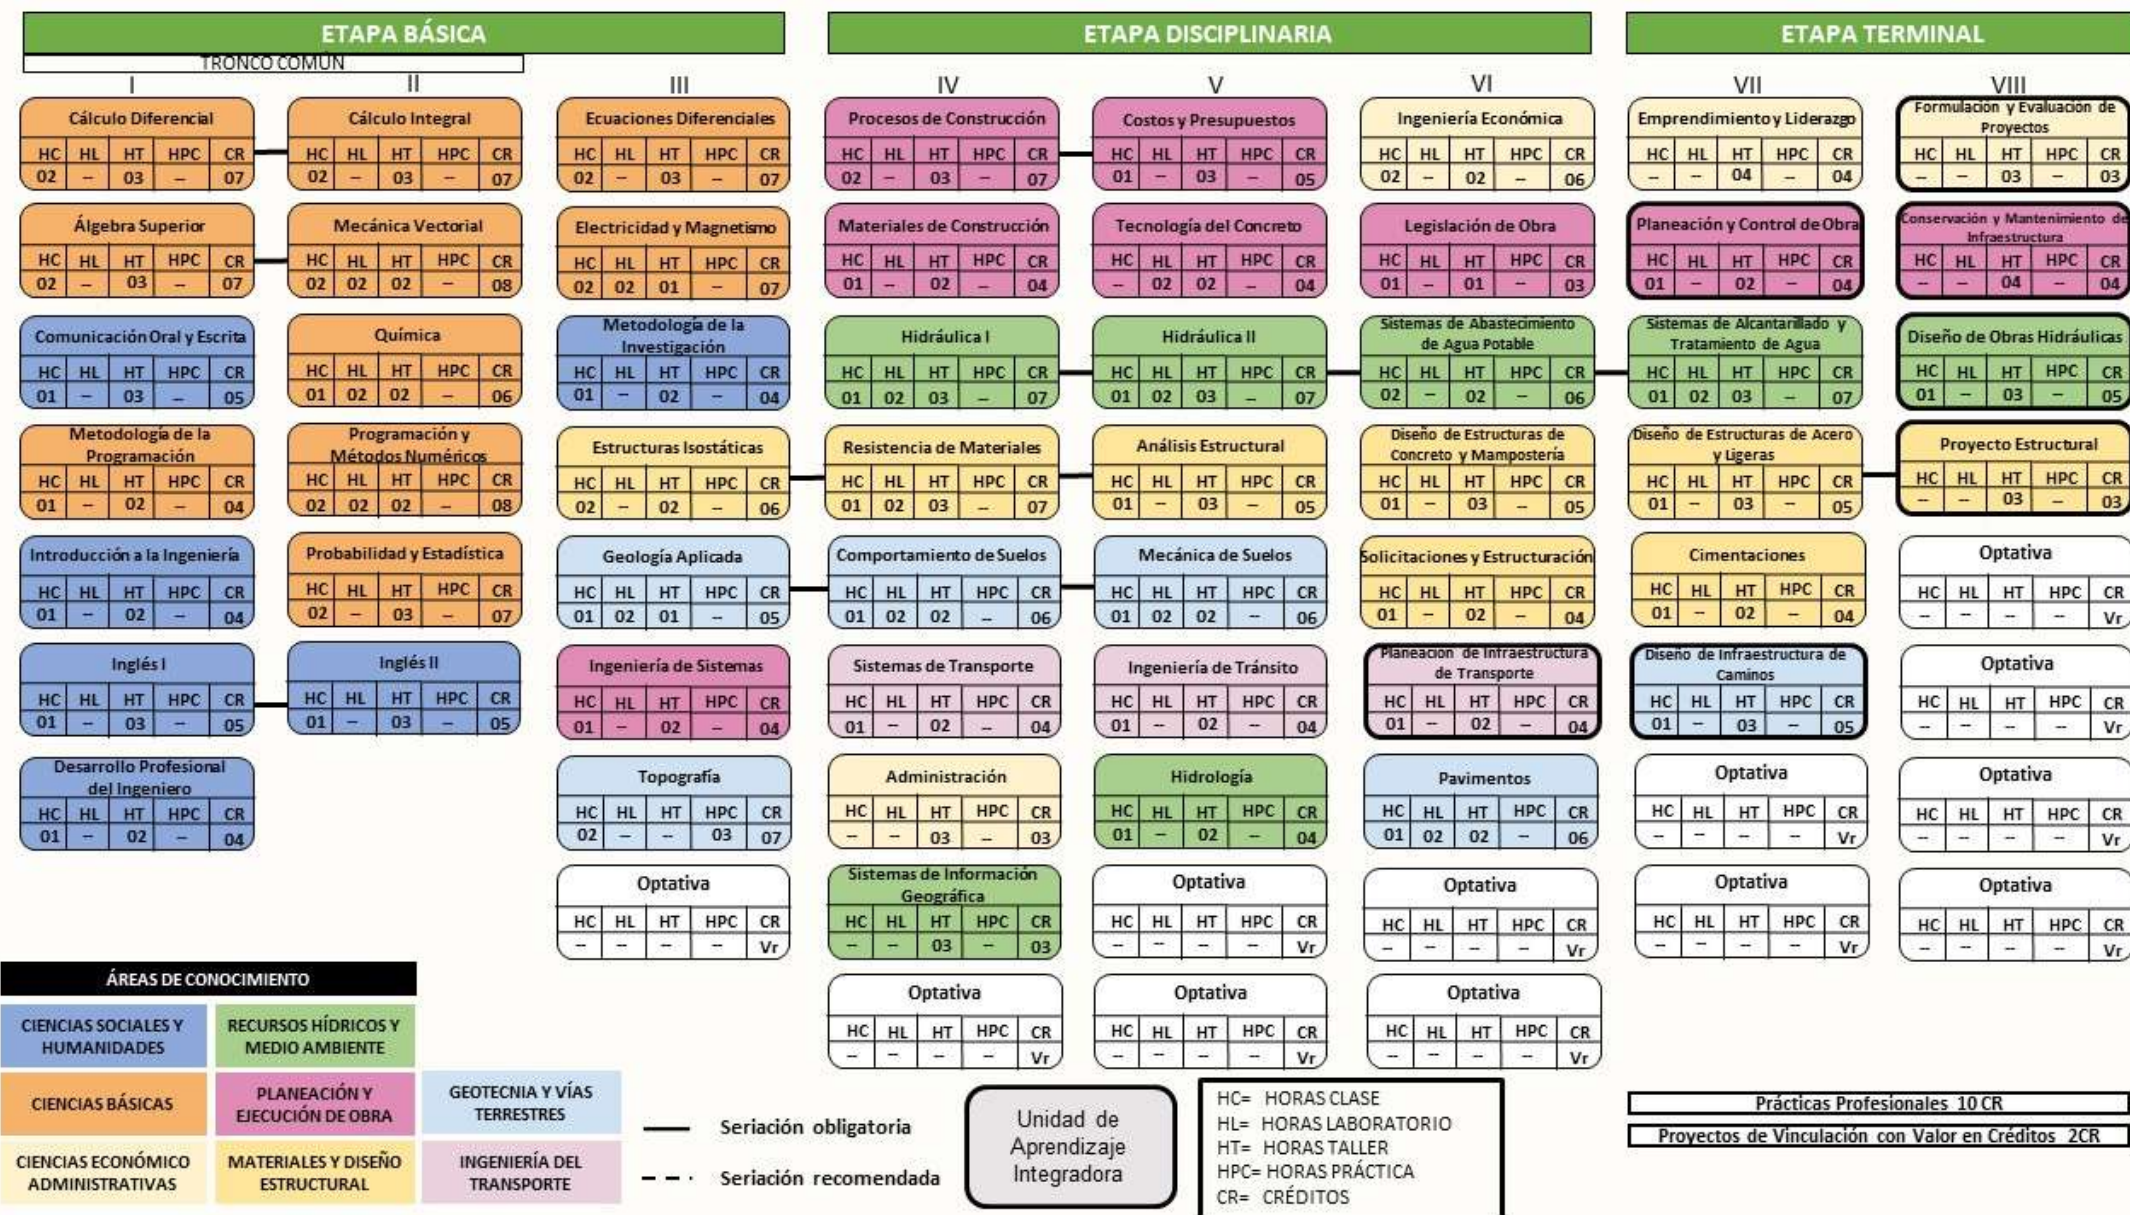 ETAPA BÁSICA
ETAPA DISCIPLINARIA
ETAPA TERMINAL
TRONCO COMÚN
I
II
III
IV
V
VI
VII
VIII
Cálculo Diferencial
HC HL HT HPC CR
02 -- 03 -- 07
Álgebra Superior
HC HL HT HPC CR
02 -- 03 -- 07
Comunicación Oral y Escrita
HC HL HT HPC CR
01 -- 03 -- 05
Metodología de la
Programación
HC HL HT HPC CR
01 -- 02 -- 04
Introducción a la Ingeniería
HC HL HT HPC CR
01 -- 02 -- 04
Inglés I
HC HL HT HPC CR
01 -- 03 -- 05
Desarrollo Profesional
del Ingeniero
HC HL HT HPC CR
01 -- 02 -- 04
Cálculo Integral
HC HL HT HPC CR
02 -- 03 -- 07
Mecánica Vectorial
HC HL HT HPC CR
02 02 02 -- 08
Química
HC HL HT HPC CR
01 02 02 -- 06
Programación y
Métodos Numéricos
HC HL HT HPC CR
02 02 02 -- 08
Probabilidad y Estadística
HC HL HT HPC CR
02 -- 03 -- 07
Inglés II
HC HL HT HPC CR
01 -- 03 -- 05
Ecuaciones Diferenciales
HC HL HT HPC CR
02 -- 03 -- 07
Electricidad y Magnetismo
HC HL HT HPC CR
02 02 01 -- 07
Metodología de la
Investigación
HC HL HT HPC CR
01 -- 02 -- 04
Estructuras Isostáticas
HC HL HT HPC CR
02 -- 02 -- 06
Geología Aplicada
HC HL HT HPC CR
01 02 01 -- 05
Ingeniería de Sistemas
HC HL HT HPC CR
01 -- 02 -- 04
Topografía
HC HL HT HPC CR
02 -- -- 03 07
Optativa
HC HL HT HPC CR
-- -- -- -- Vr
Procesos de Construcción
HC HL HT HPC CR
02 -- 03 -- 07
Materiales de Construcción
HC HL HT HPC CR
01 -- 02 -- 04
Hidráulica I
HC HL HT HPC CR
01 02 03 -- 07
Resistencia de Materiales
HC HL HT HPC CR
01 02 03 -- 07
Comportamiento de Suelos
HC HL HT HPC CR
01 02 02 -- 06
Sistemas de Transporte
HC HL HT HPC CR
01 -- 02 -- 04
Administración
HC HL HT HPC CR
-- -- 03 -- 03
Sistemas de Información
Geográfica
HC HL HT HPC CR
-- -- 03 -- 03
Optativa
HC HL HT HPC CR
-- -- -- -- Vr
Costos y Presupuestos
HC HL HT HPC CR
01 -- 03 -- 05
Tecnología del Concreto
HC HL HT HPC CR
-- 02 02 -- 04
Hidráulica II
HC HL HT HPC CR
01 02 03 -- 07
Análisis Estructural
HC HL HT HPC CR
01 -- 03 -- 05
Mecánica de Suelos
HC HL HT HPC CR
01 02 02 -- 06
Ingeniería de Tránsito
HC HL HT HPC CR
01 -- 02 -- 04
Hidrología
HC HL HT HPC CR
01 -- 02 -- 04
Optativa
HC HL HT HPC CR
-- -- -- -- Vr
Optativa
HC HL HT HPC CR
-- -- -- -- Vr
Ingeniería Económica
HC HL HT HPC CR
02 -- 02 -- 06
Legislación de Obra
HC HL HT HPC CR
01 -- 01 -- 03
Sistemas de Abastecimiento
de Agua Potable
HC HL HT HPC CR
02 -- 02 -- 06
Diseño de Estructuras de
Concreto y Mampostería
HC HL HT HPC CR
01 -- 03 -- 05
Solicitaciones y Estructuración
HC HL HT HPC CR
01 -- 02 -- 04
Planeación de Infraestructura
de Transporte
HC HL HT HPC CR
01 -- 02 -- 04
Pavimentos
HC HL HT HPC CR
01 02 02 -- 06
Optativa
HC HL HT HPC CR
-- -- -- -- Vr
Optativa
HC HL HT HPC CR
-- -- -- -- Vr
Emprendimiento y Liderazgo
HC HL HT HPC CR
-- -- 04 -- 04
Planeación y Control de Obra
HC HL HT HPC CR
01 -- 02 -- 04
Sistemas de Alcantarillado y
Tratamiento de Agua
HC HL HT HPC CR
01 02 03 -- 07
Diseño de Estructuras de Acero
y Ligeras
HC HL HT HPC CR
01 -- 03 -- 05
Cimentaciones
HC HL HT HPC CR
01 -- 02 -- 04
Diseño de Infraestructura de
Caminos
HC HL HT HPC CR
01 -- 03 -- 05
Optativa
HC HL HT HPC CR
-- -- -- -- Vr
Optativa
HC HL HT HPC CR
-- -- -- -- Vr
Formulación y Evaluación de
Proyectos
HC HL HT HPC CR
-- -- 03 -- 03
Conservación y Mantenimiento de
Infraestructura
HC HL HT HPC CR
-- -- 04 -- 04
Diseño de Obras Hidráulicas
HC HL HT HPC CR
01 -- 03 -- 05
Proyecto Estructural
HC HL HT HPC CR
-- -- 03 -- 03
Optativa
HC HL HT HPC CR
-- -- -- -- Vr
Optativa
HC HL HT HPC CR
-- -- -- -- Vr
Optativa
HC HL HT HPC CR
-- -- -- -- Vr
Optativa
HC HL HT HPC CR
-- -- -- -- Vr
ÁREAS DE CONOCIMIENTO
CIENCIAS SOCIALES Y
HUMANIDADES
RECURSOS HÍDRICOS Y
MEDIO AMBIENTE
CIENCIAS BÁSICAS
PLANEACIÓN Y
EJECUCIÓN DE OBRA
GEOTECNIA Y VÍAS
TERRESTRES
CIENCIAS ECONÓMICO
ADMINISTRATIVAS
MATERIALES Y DISEÑO
ESTRUCTURAL
INGENIERÍA DEL
TRANSPORTE
Seriación obligatoria
Seriación recomendada
Unidad de
Aprendizaje
Integradora
HC= HORAS CLASE
HL= HORAS LABORATORIO
HT= HORAS TALLER
HPC= HORAS PRÁCTICA
CR= CRÉDITOS
Prácticas Profesionales 10 CR
Proyectos de Vinculación con Valor en Créditos 2CR